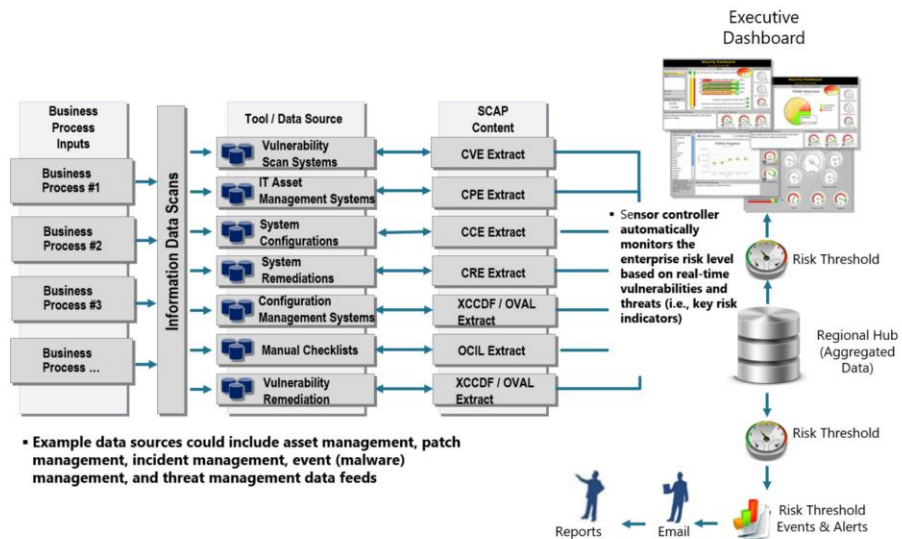 Executive
Dashboard
Business
Process
Inputs
Business
Process #1
Business
Process #2
Business
Process #3
Business
Process ...
Information Data Scans
Tool / Data Source
Vulnerability
Scan Systems
IT Asset
Management Systems
System
Configurations
System
Remediations
Configuration
Management Systems
Manual Checklists
Vulnerability
Remediation
SCAP
Content
CVE Extract
CPE Extract
CCE Extract
CRE Extract
XCCDF / OVAL
Extract
OCIL Extract
XCCDF / OVAL
Extract
▪ Sensor controller
automatically
monitors the
enterprise risk level
based on real-time
vulnerabilities and
threats (i.e., key risk
indicators)
Risk Threshold
Regional Hub
(Aggregated
Data)
Risk Threshold
Risk Threshold
Events & Alerts
Email
Reports
▪ Example data sources could include asset management, patch
management, incident management, event (malware)
management, and threat management data feeds